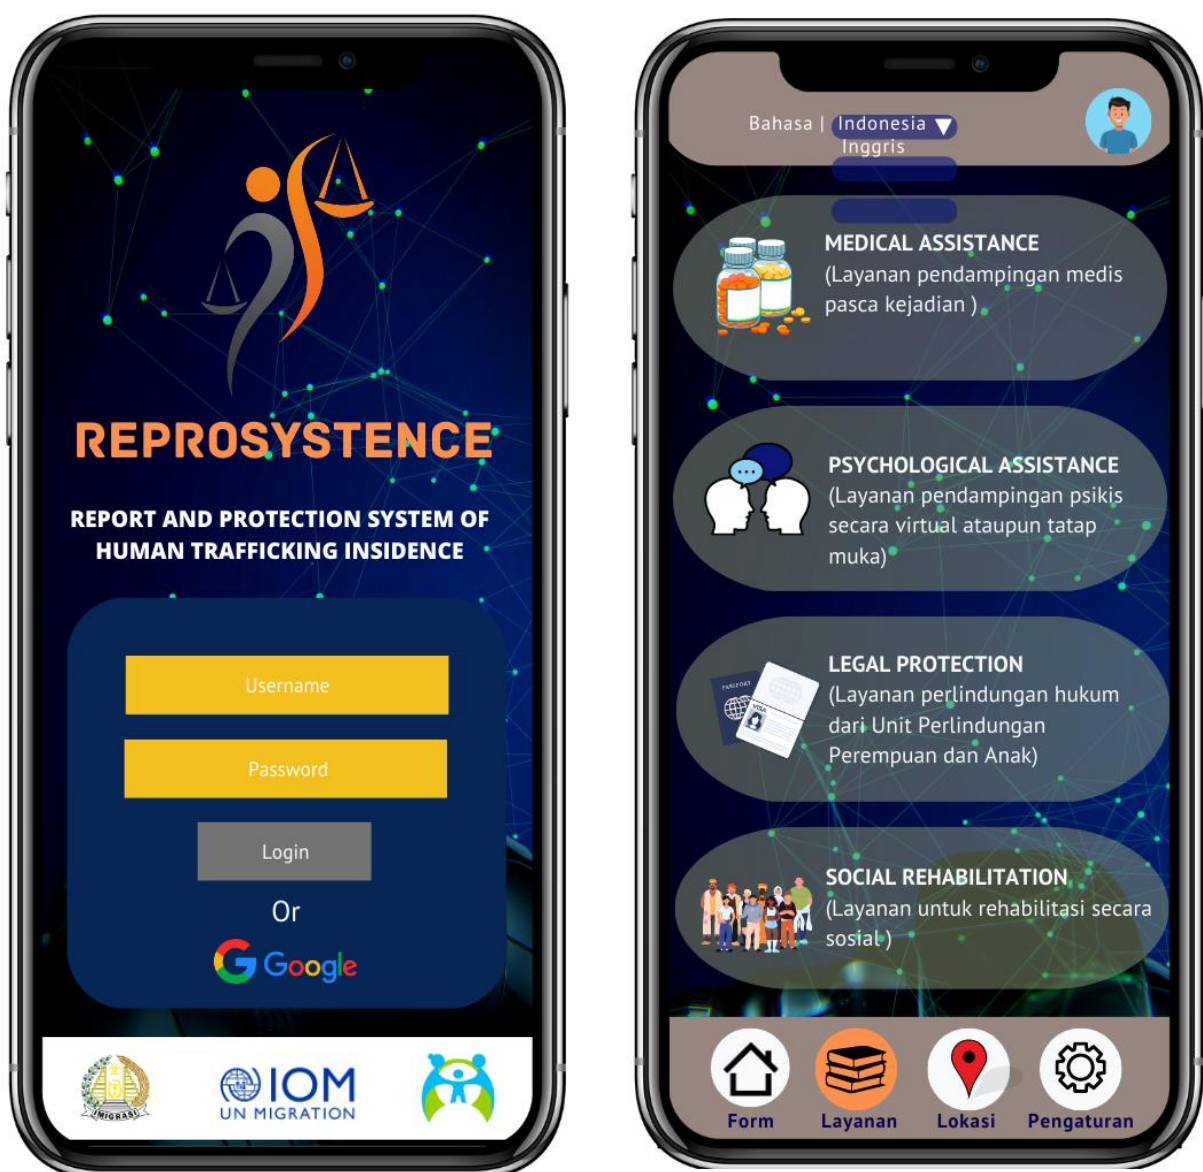 REPROSYSTENCE
REPORT AND PROTECTION SYSTEM OF
HUMAN TRAFFICKING INSIDENCE
Username
Password
Login
Or
Google
IMIGRASI
IOM
UN MIGRATION
Bahasa | Indonesia
Inggris
MEDICAL ASSISTANCE
(Layanan pendampingan medis
pasca kejadian )
PSYCHOLOGICAL ASSISTANCE
(Layanan pendampingan psikis
secara virtual ataupun tatap
muka)
PASSPORT
VISA
LEGAL PROTECTION
(Layanan perlindungan hukum
dari Unit Perlindungan
Perempuan dan Anak)
SOCIAL REHABILITATION
(Layanan untuk rehabilitasi secara
sosial )
Form
Layanan
Lokasi
Pengaturan